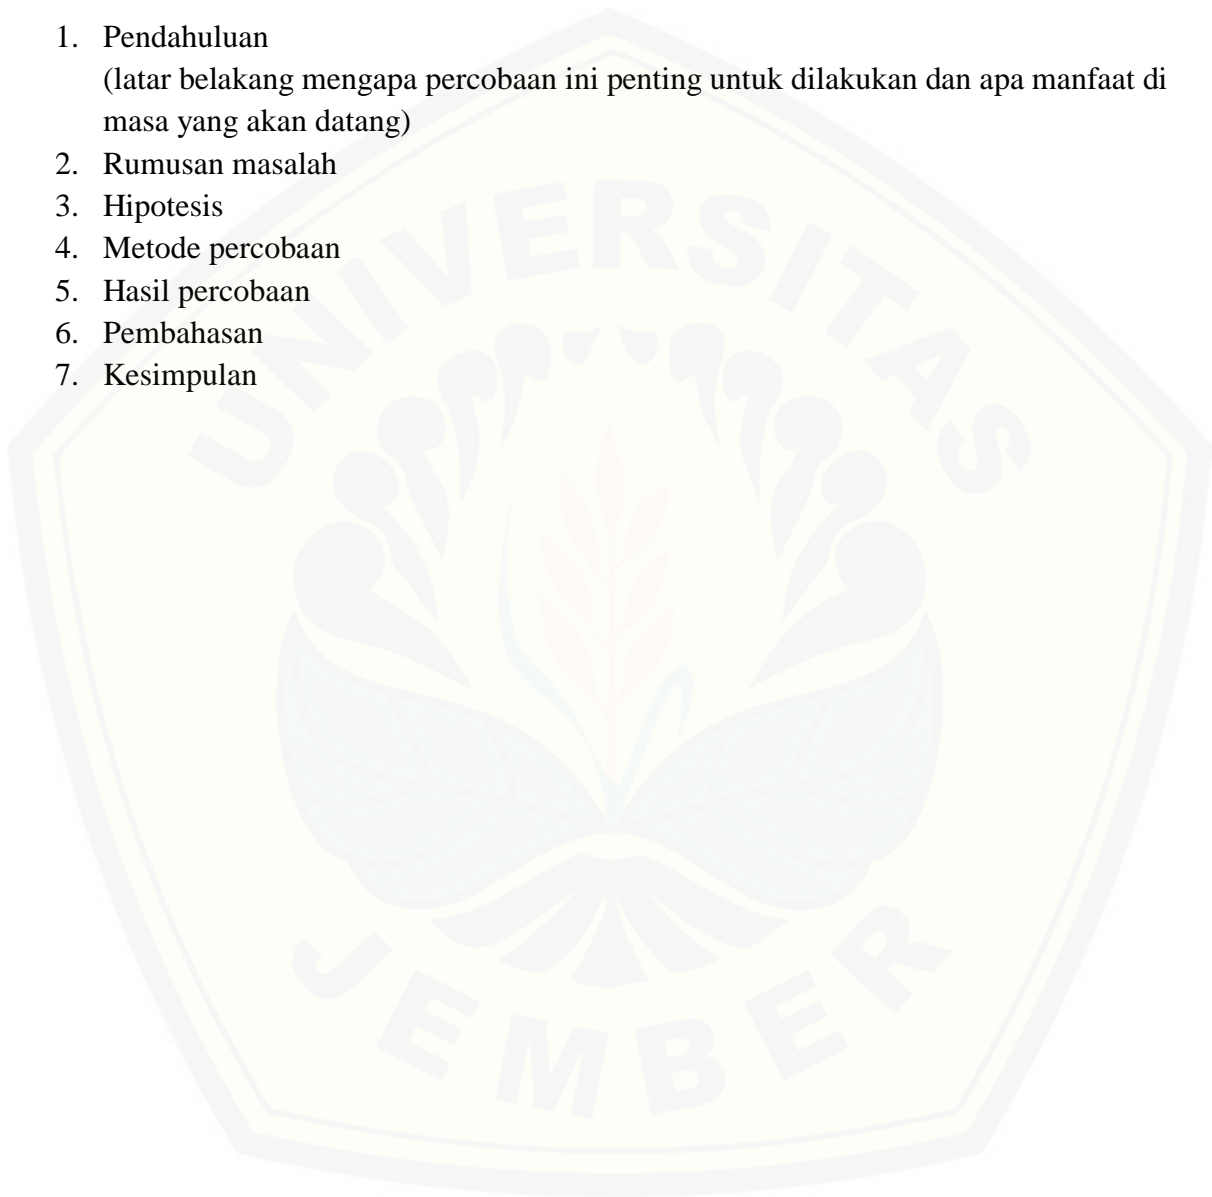 1. Pendahuluan
(latar belakang mengapa percobaan ini penting untuk dilakukan dan apa manfaat di
masa yang akan datang)
2. Rumusan masalah
3. Hipotesis
4. Metode percobaan
5. Hasil percobaan
6. Pembahasan
7. Kesimpulan
UNIVERSITAS
JEMBER